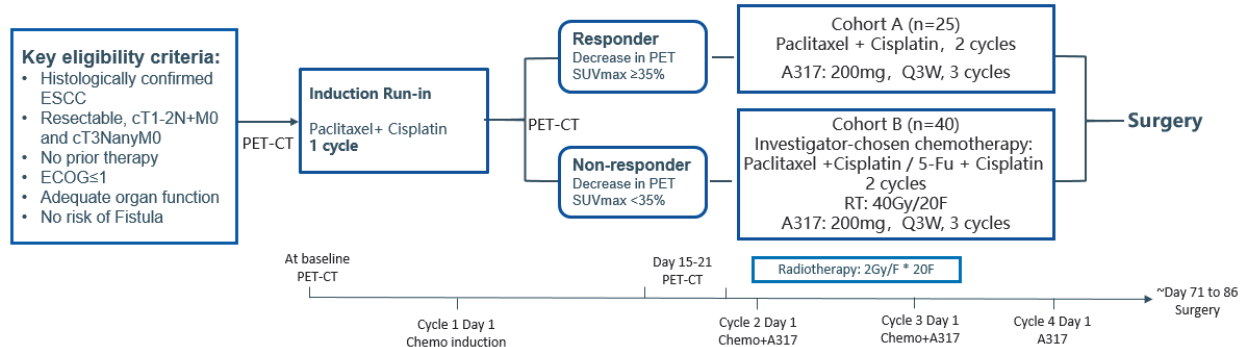 Key eligibility criteria:
• Histologically confirmed
ESCC
• Resectable, cT1-2N+M0
and cT3NanyM0
• No prior therapy
• ECOG≤1
• Adequate organ function
• No risk of Fistula
PET-CT
Induction Run-in
Paclitaxel+ Cisplatin
1 cycle
PET-CT
Responder
Decrease in PET
SUVmax ≥35%
Non-responder
Decrease in PET
SUVmax <35%
Cohort A (n=25)
Paclitaxel + Cisplatin, 2 cycles
A317: 200mg, Q3W, 3 cycles
Cohort B (n=40)
Investigator-chosen chemotherapy:
Paclitaxel +Cisplatin / 5-Fu + Cisplatin
2 cycles
RT: 40Gy/20F
A317: 200mg, Q3W, 3 cycles
Surgery
At baseline
PET-CT
Day 15-21
PET-CT
Radiotherapy: 2Gy/F * 20F
~Day 71 to 86
Surgery
Cycle 1 Day 1
Chemo induction
Cycle 2 Day 1
Chemo+A317
Cycle 3 Day 1
Chemo+A317
Cycle 4 Day 1
A317